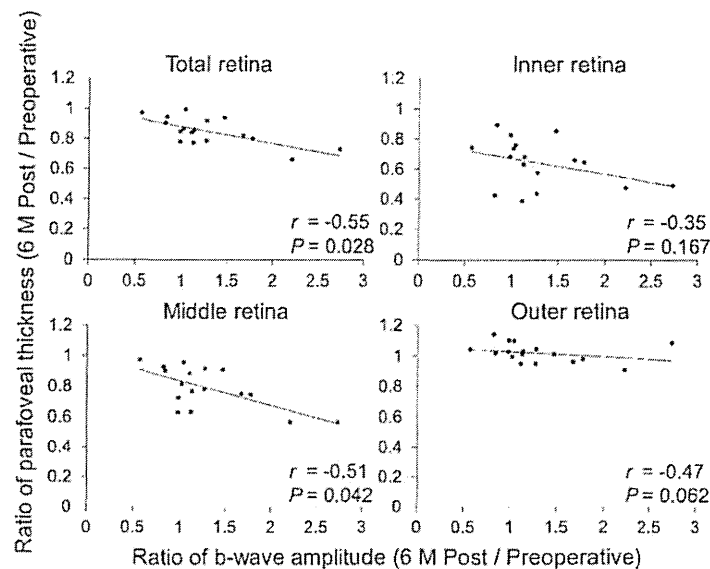 Ratio of parafoveal thickness (6 M Post / Preoperative)
Total retina
1.2
1
0.8
0.6
0.4
0.2
0
0 0.5 1 1.5 2 2.5 3
r = -0.55
P = 0.028
Inner retina
1.2
1
0.8
0.6
0.4
0.2
0
0 0.5 1 1.5 2 2.5 3
r = -0.35
P = 0.167
Middle retina
1.2
1
0.8
0.6
0.4
0.2
0
0 0.5 1 1.5 2 2.5 3
r = -0.51
P = 0.042
Outer retina
1.2
1
0.8
0.6
0.4
0.2
0
0 0.5 1 1.5 2 2.5 3
r = -0.47
P = 0.062
Ratio of b-wave amplitude (6 M Post / Preoperative)